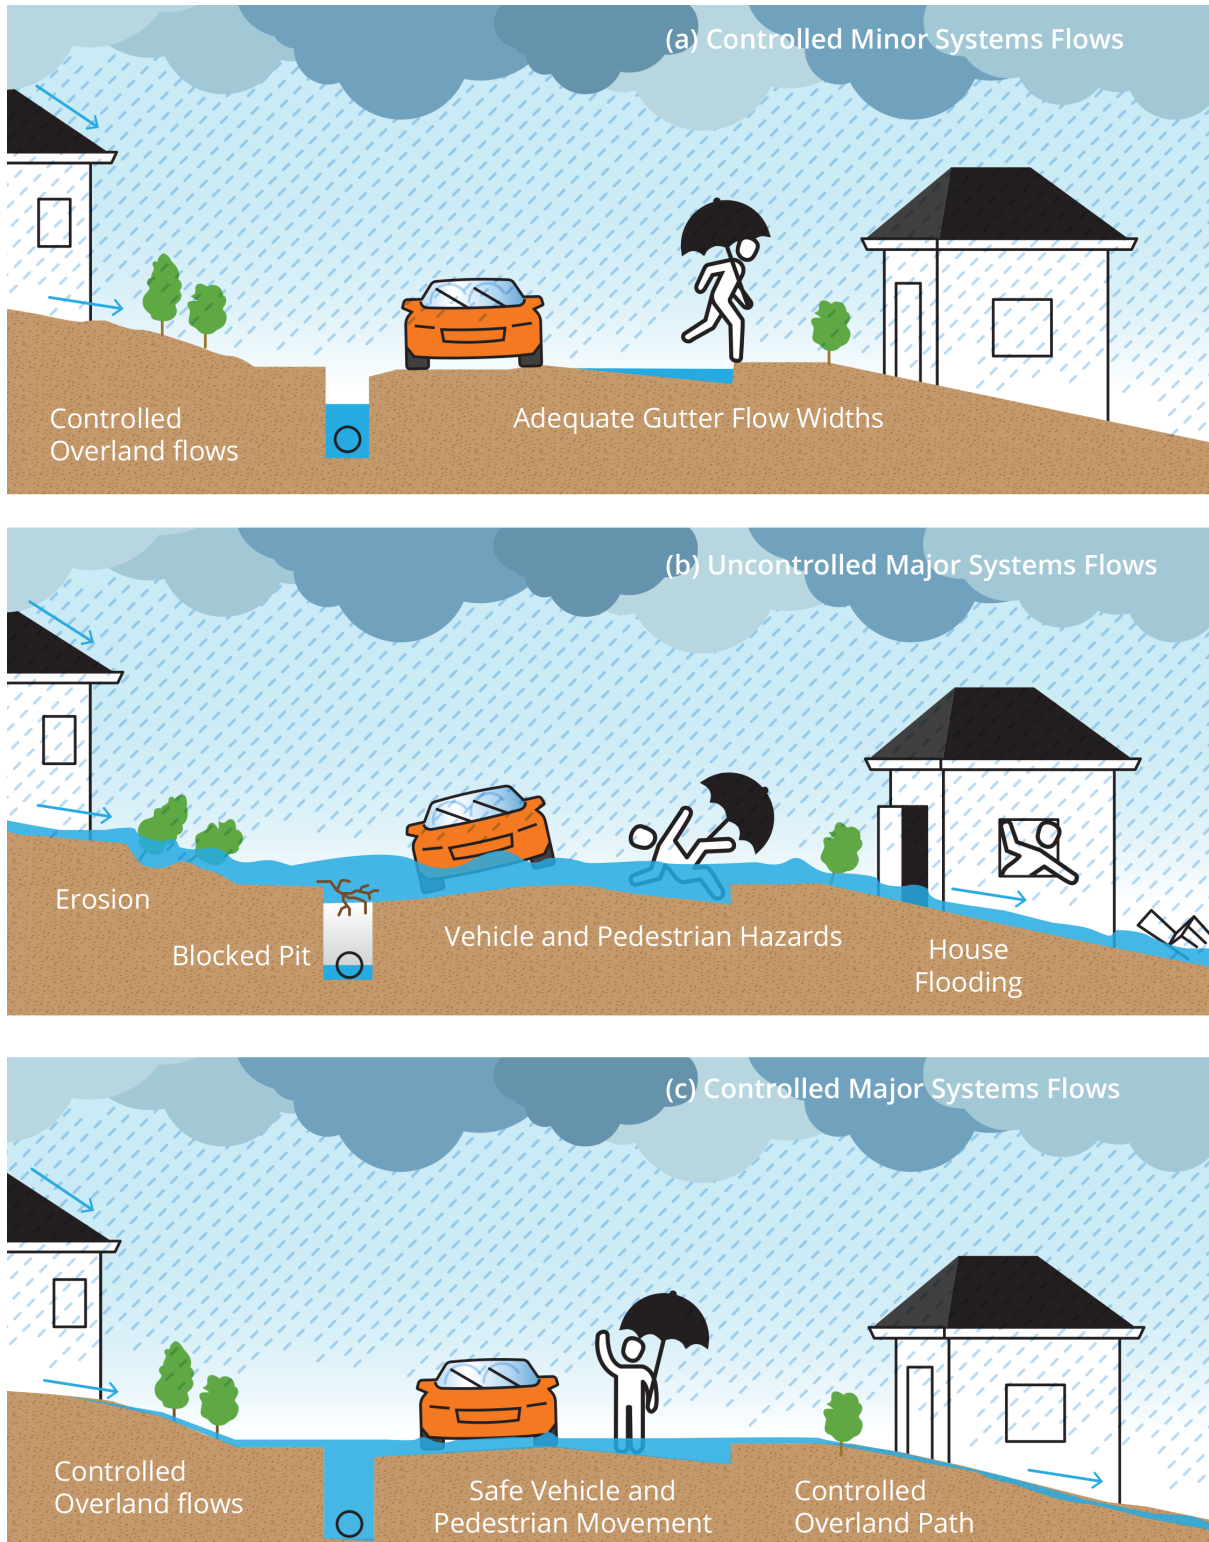 (a) Controlled Minor Systems Flows
Controlled
Overland flows
Adequate Gutter Flow Widths
(b) Uncontrolled Major Systems Flows
Erosion
Blocked Pit
Vehicle and Pedestrian Hazards
House
Flooding
(c) Controlled Major Systems Flows
Controlled
Overland flows
Safe Vehicle and
Pedestrian Movement
Controlled
Overland Path